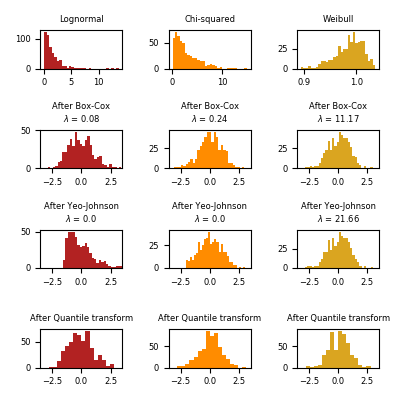 Lognormal Chi-squared Weibull
100 50 25
0 0 0
0 5 10 0 10 0.9 1.0
After Box-Cox After Box-Cox After Box-Cox
λ = 0.08 λ = 0.24 λ = 11.17
50 25 25
0 0 0
−2.5 0.0 2.5 −2.5 0.0 2.5 −2.5 0.0 2.5
After Yeo-Johnson After Yeo-Johnson After Yeo-Johnson
λ = 0.0 λ = 0.0 λ = 21.66
50 25 25
0 0 0
−2.5 0.0 2.5 −2.5 0.0 2.5 −2.5 0.0 2.5
After Quantile transform After Quantile transform After Quantile transform
50 50 50
0 0 0
−2.5 0.0 2.5 −2.5 0.0 2.5 −2.5 0.0 2.5